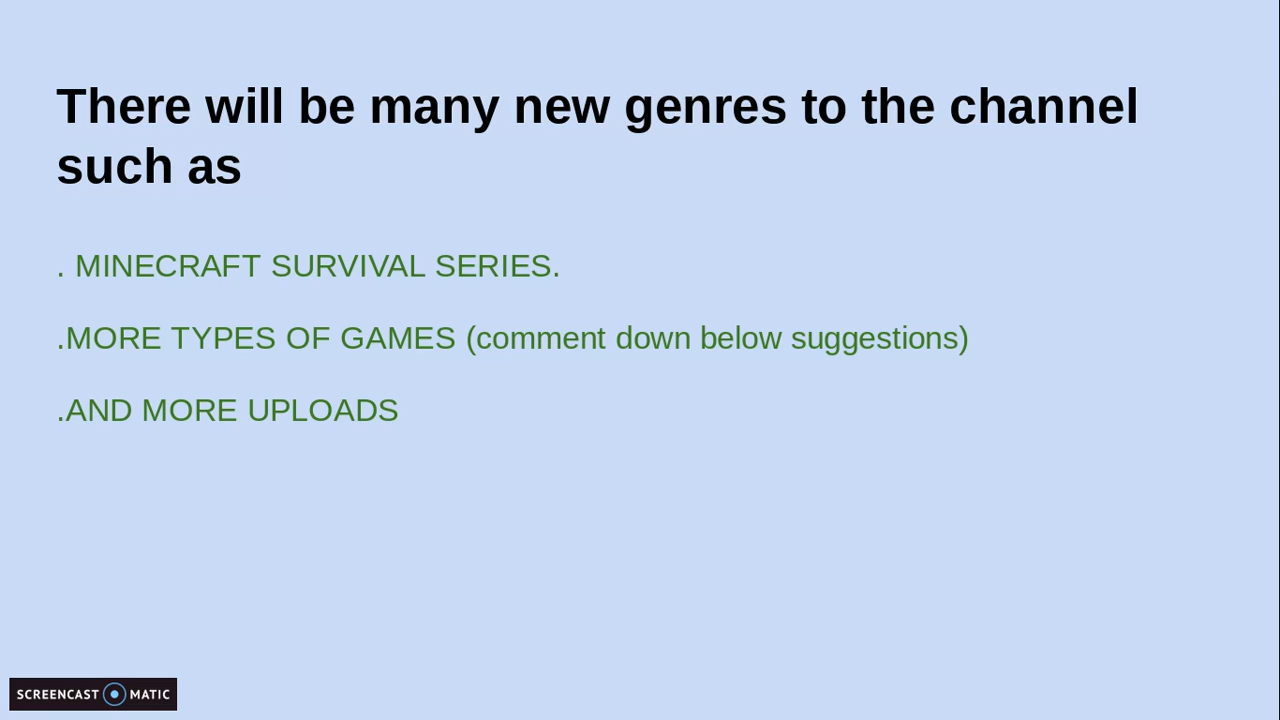 There will be many new genres to the channel
such as
. MINECRAFT SURVIVAL SERIES.
.MORE TYPES OF GAMES (comment down below suggestions)
.AND MORE UPLOADS
SCREENCAST MATIC